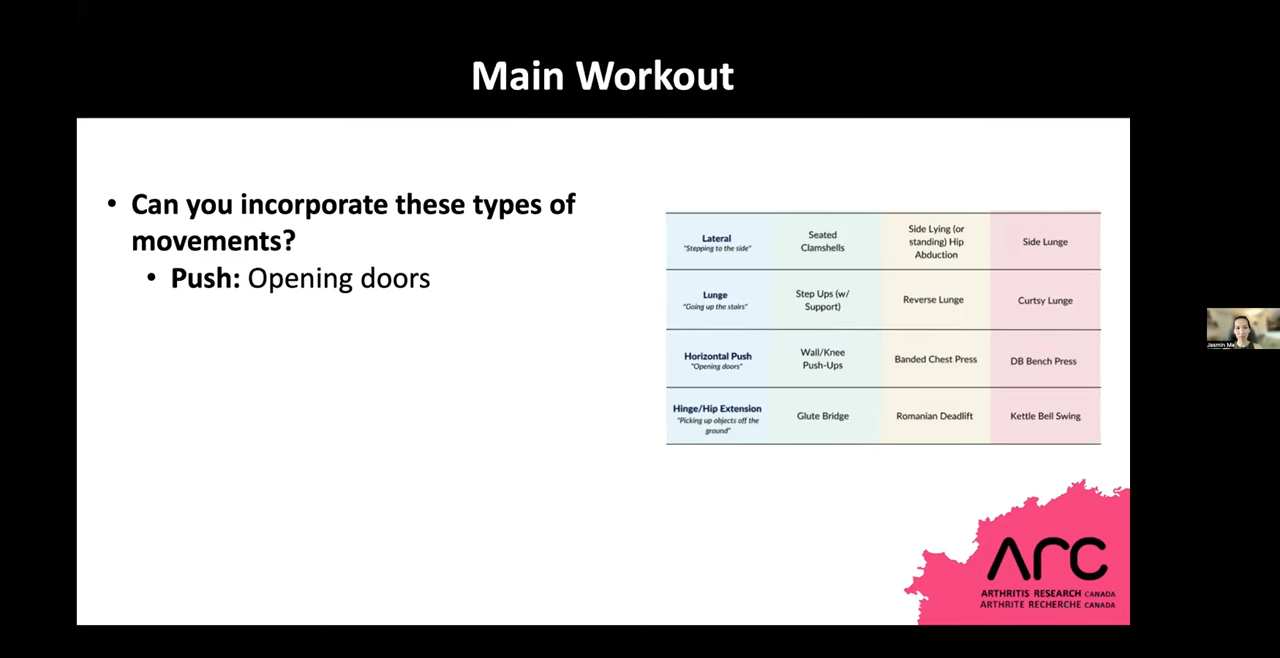 Main Workout
• Can you incorporate these types of
movements?
• Push: Opening doors
Lateral
"Stepping to the side"
Seated
Clamshells
Side Lying (or
standing) Hip
Abduction
Side Lunge
Lunge
"Going up the stairs"
Step Ups (w/
Support)
Reverse Lunge
Curtsy Lunge
Horizontal Push
"Opening doors"
Wall/Knee
Push-Ups
Banded Chest Press
DB Bench Press
Hinge/Hip Extension
"Picking up objects off the
ground"
Glute Bridge
Romanian Deadlift
Kettle Bell Swing
arc
ARTHRITIS RESEARCH CANADA
ARTHRITE RECHERCHE CANADA
Jasmin Ma